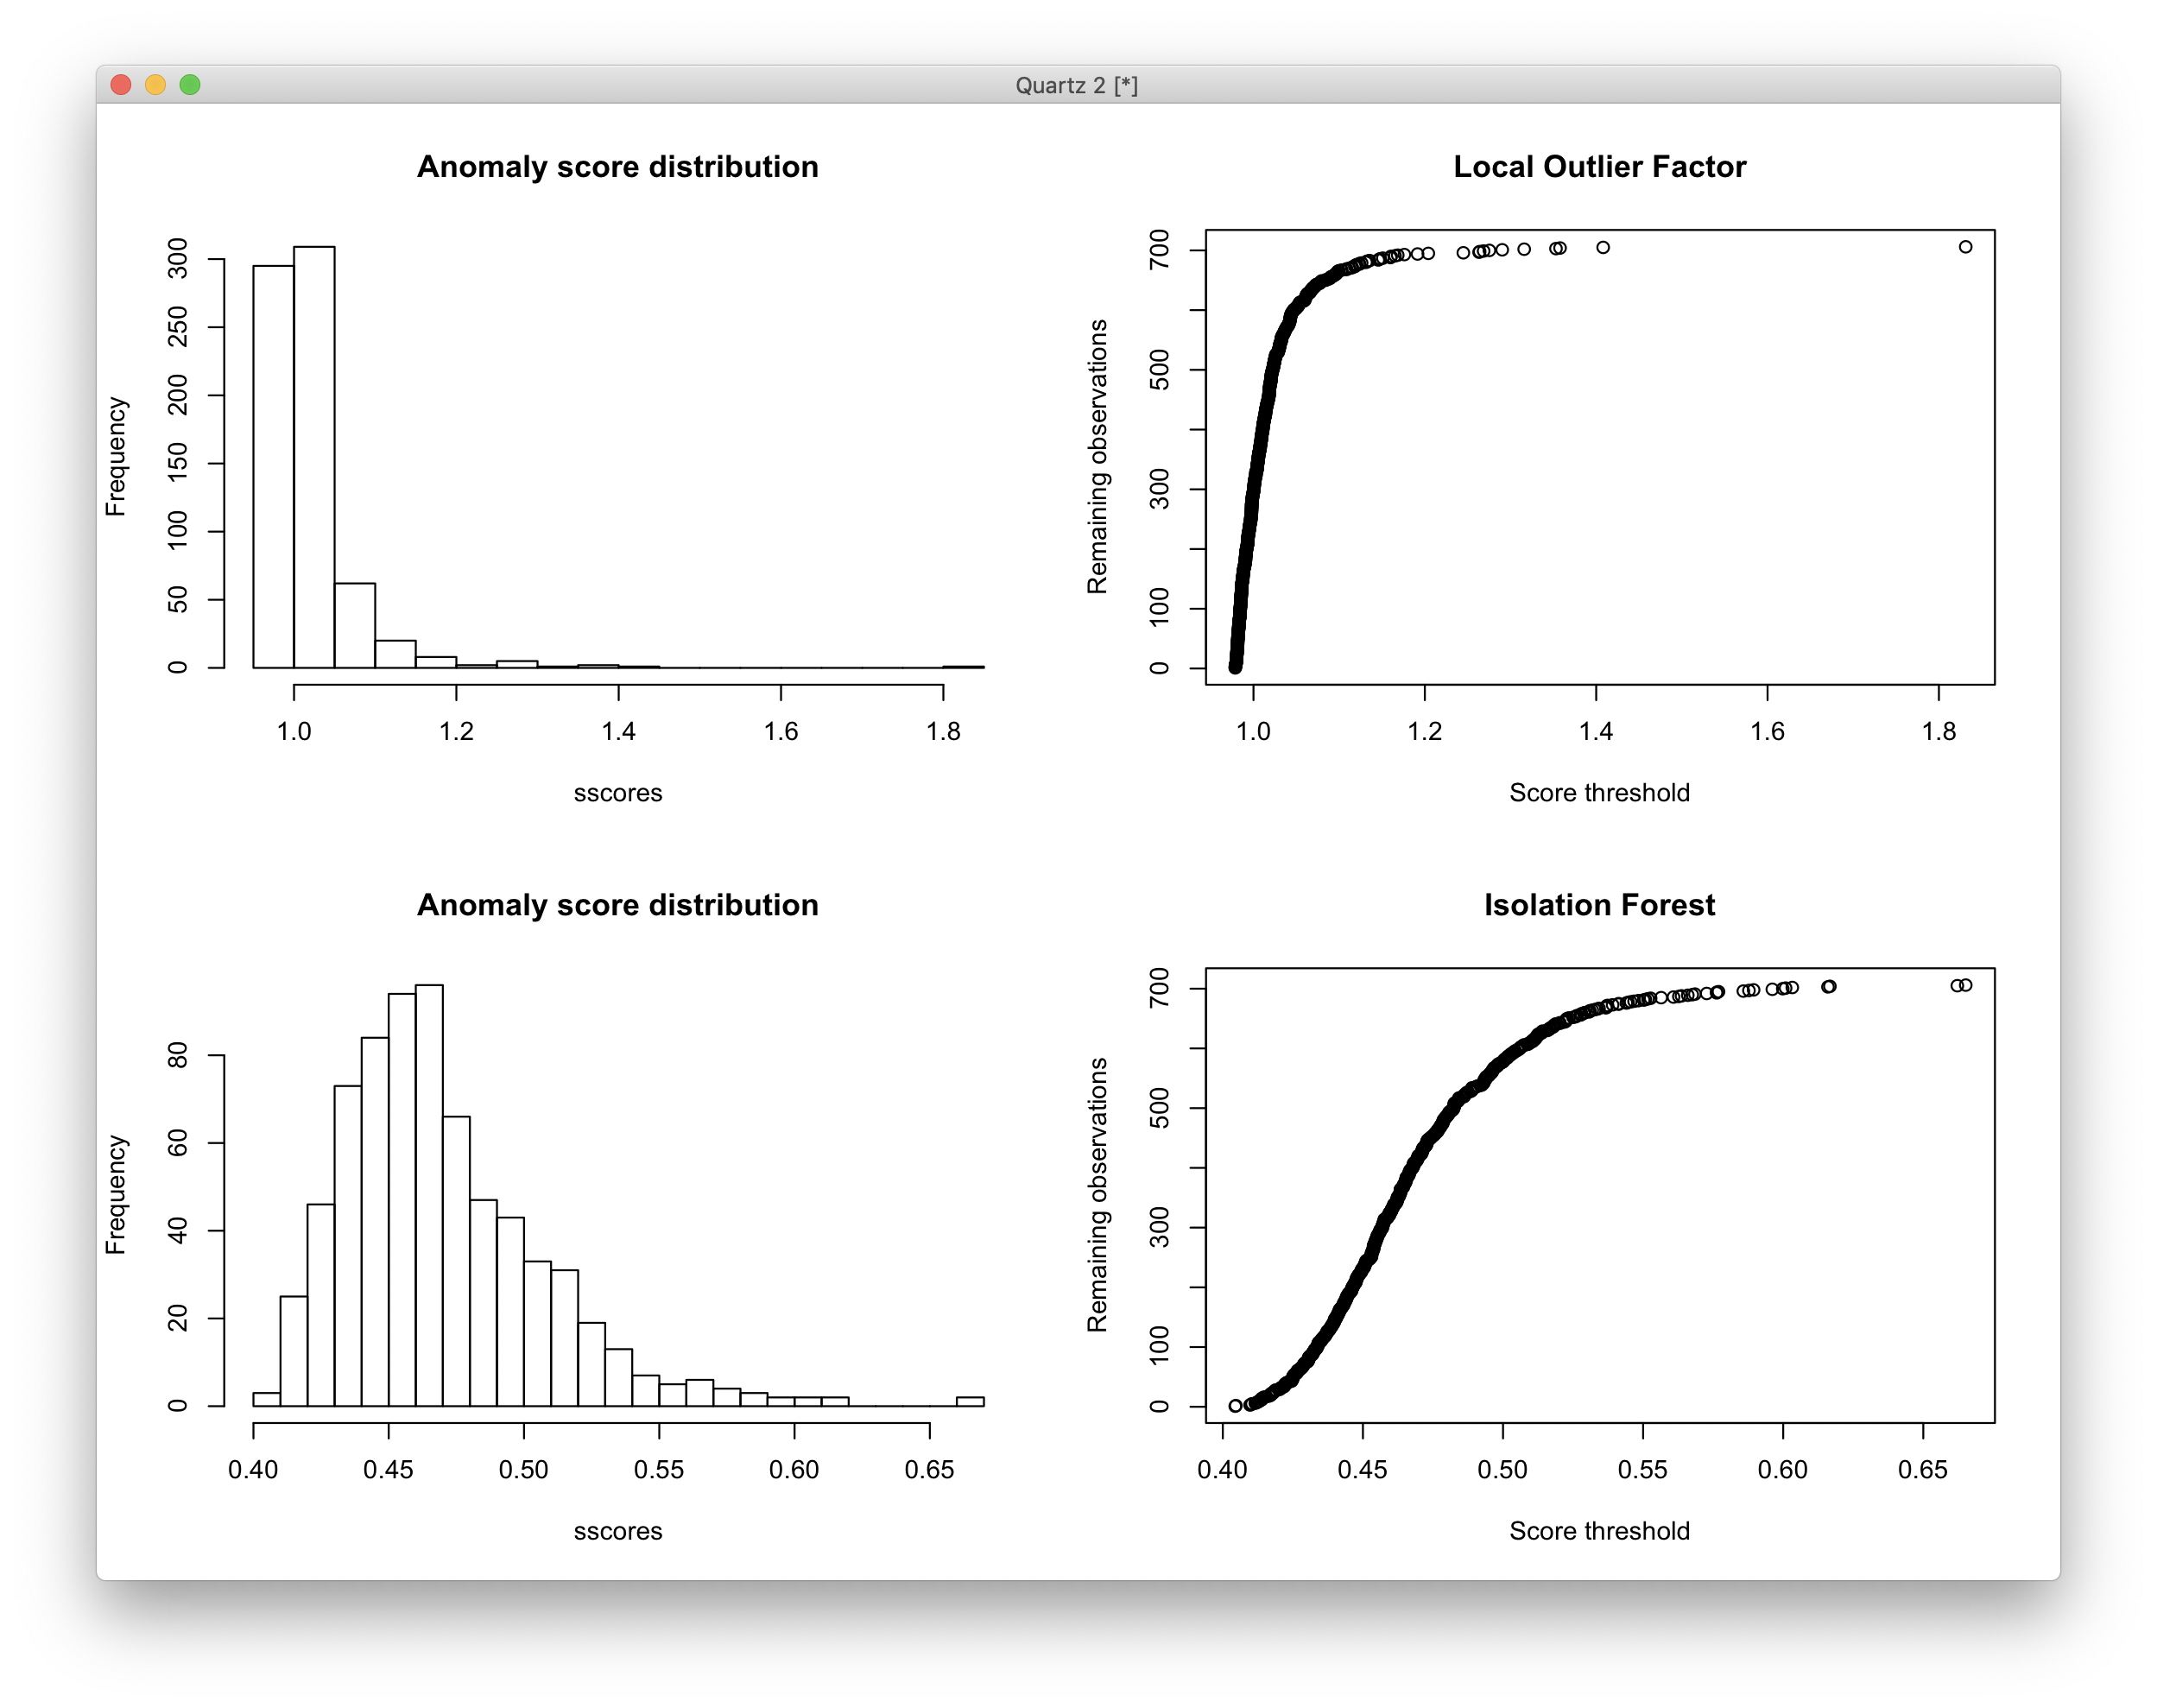 Quartz 2 [*]
Anomaly score distribution
Frequency
0 50 100 150 200 250 300
1.0 1.2 1.4 1.6 1.8
sscores
Local Outlier Factor
Remaining observations
0 100 300 500 700
1.0 1.2 1.4 1.6 1.8
Score threshold
Anomaly score distribution
Frequency
0 20 40 60 80
0.40 0.45 0.50 0.55 0.60 0.65
sscores
Isolation Forest
Remaining observations
0 100 300 500 700
0.40 0.45 0.50 0.55 0.60 0.65
Score threshold